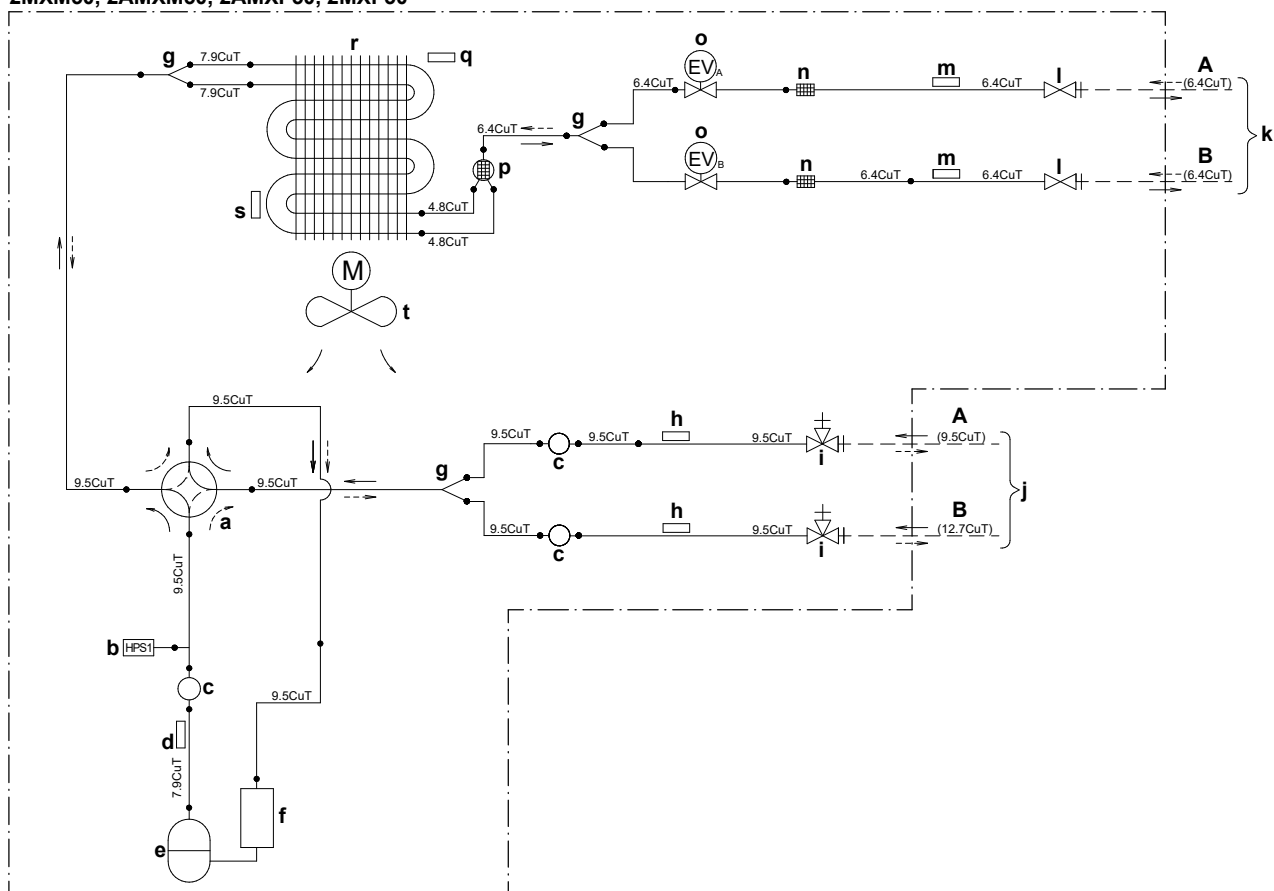 r
q
o
g
7.9CuT
EV A
n
m
l
A
6.4CuT
6.4CuT
(6.4CuT)
7.9CuT
g
6.4CuT
o
k
EV B
n
m
l
B
p
6.4CuT
6.4CuT
(6.4CuT)
s
4.8CuT
4.8CuT
M
t
9.5CuT
h
A
9.5CuT
9.5CuT
9.5CuT
(9.5CuT)
c
i
g
9.5CuT
9.5CuT
j
a
h
B
9.5CuT
9.5CuT
(12.7CuT)
c
i
9.5CuT
b HPS1
c
9.5CuT
d
7.9CuT
f
e